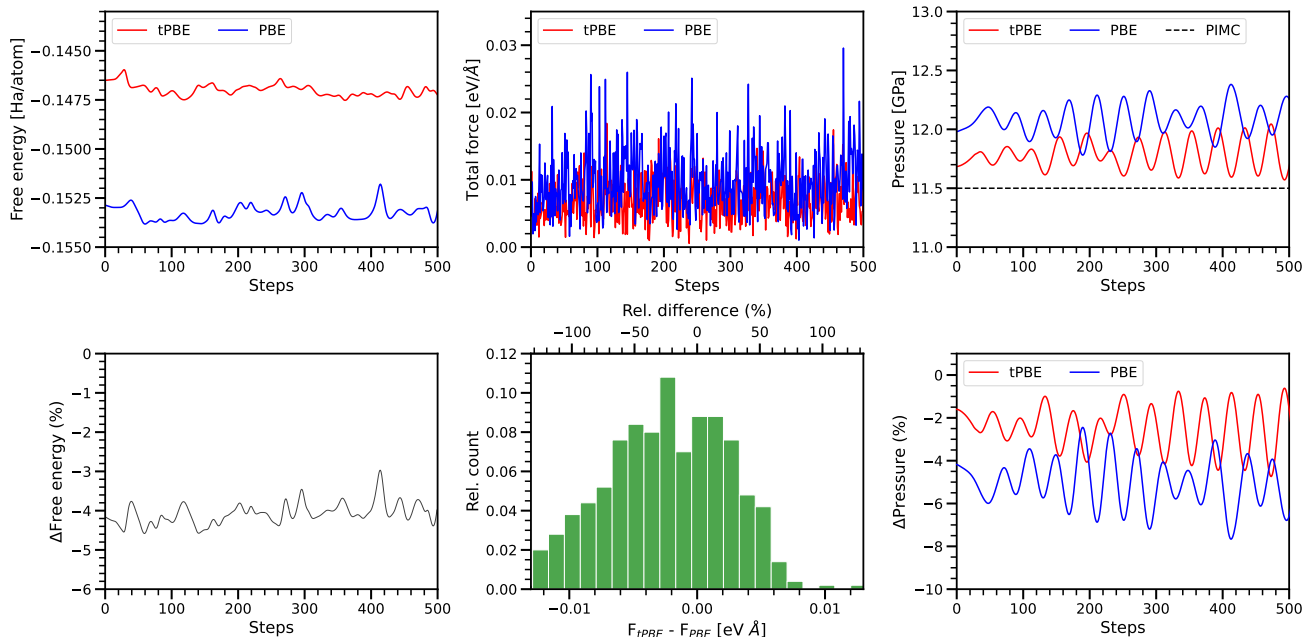 tPBE PBE
Free energy [Ha/atom]
−0.1450
−0.1475
−0.1500
−0.1525
−0.1550
0 100 200 300 400 500
Steps
tPBE PBE
Total force [eV/Å]
0.03
0.02
0.01
0.00
0 100 200 300 400 500
Steps
tPBE PBE PIMC
Pressure [GPa]
13.0
12.5
12.0
11.5
11.0
0 100 200 300 400 500
Steps
ΔFree energy (%)
0
−1
−2
−3
−4
−5
−6
0 100 200 300 400 500
Steps
Rel. difference (%)
−100 −50 0 50 100
Rel. count
0.12
0.10
0.08
0.06
0.04
0.02
0.00
−0.01 0.00 0.01
F_tPBE - F_PBE [eV Å]
tPBE PBE
ΔPressure (%)
0
−2
−4
−6
−8
−10
0 100 200 300 400 500
Steps